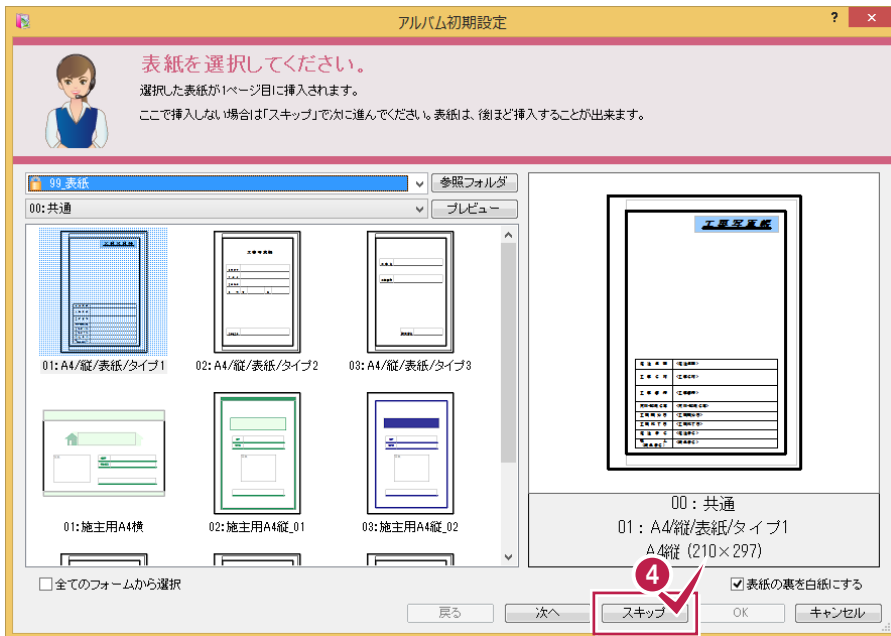 アルバム初期設定
?
×
表紙を選択してください。
選択した表紙が1ページ目に挿入されます。
ここで挿入しない場合は「スキップ」で次に進んでください。表紙は、後ほど挿入することが出来ます。
99_表紙
参照フォルダ
00:共通
プレビュー
工事写真帳
01:A4/縦/表紙/タイプ1
02:A4/縦/表紙/タイプ2
03:A4/縦/表紙/タイプ3
01:施主用A4横
02:施主用A4縦_01
03:施主用A4縦_02
00:共通
01:A4/縦/表紙/タイプ1
A4縦 (210×297)
全てのフォームから選択
4
表紙の裏を白紙にする
戻る
次へ
スキップ
OK
キャンセル